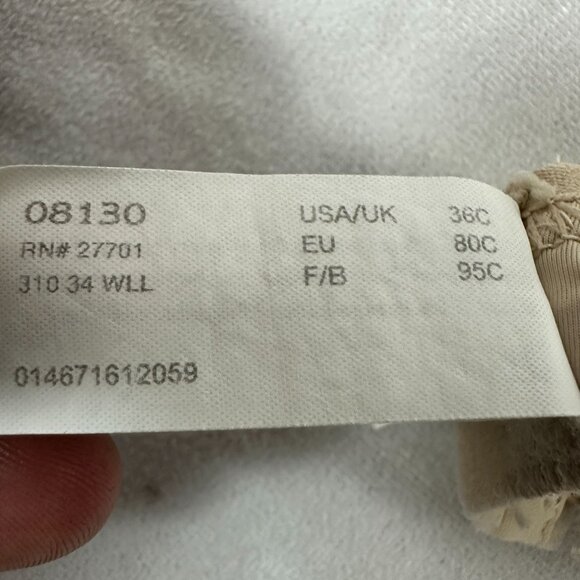 08130
RN# 27701
310 34 WLL
014671612059
USA/UK 36C
EU 80C
F/B 95C